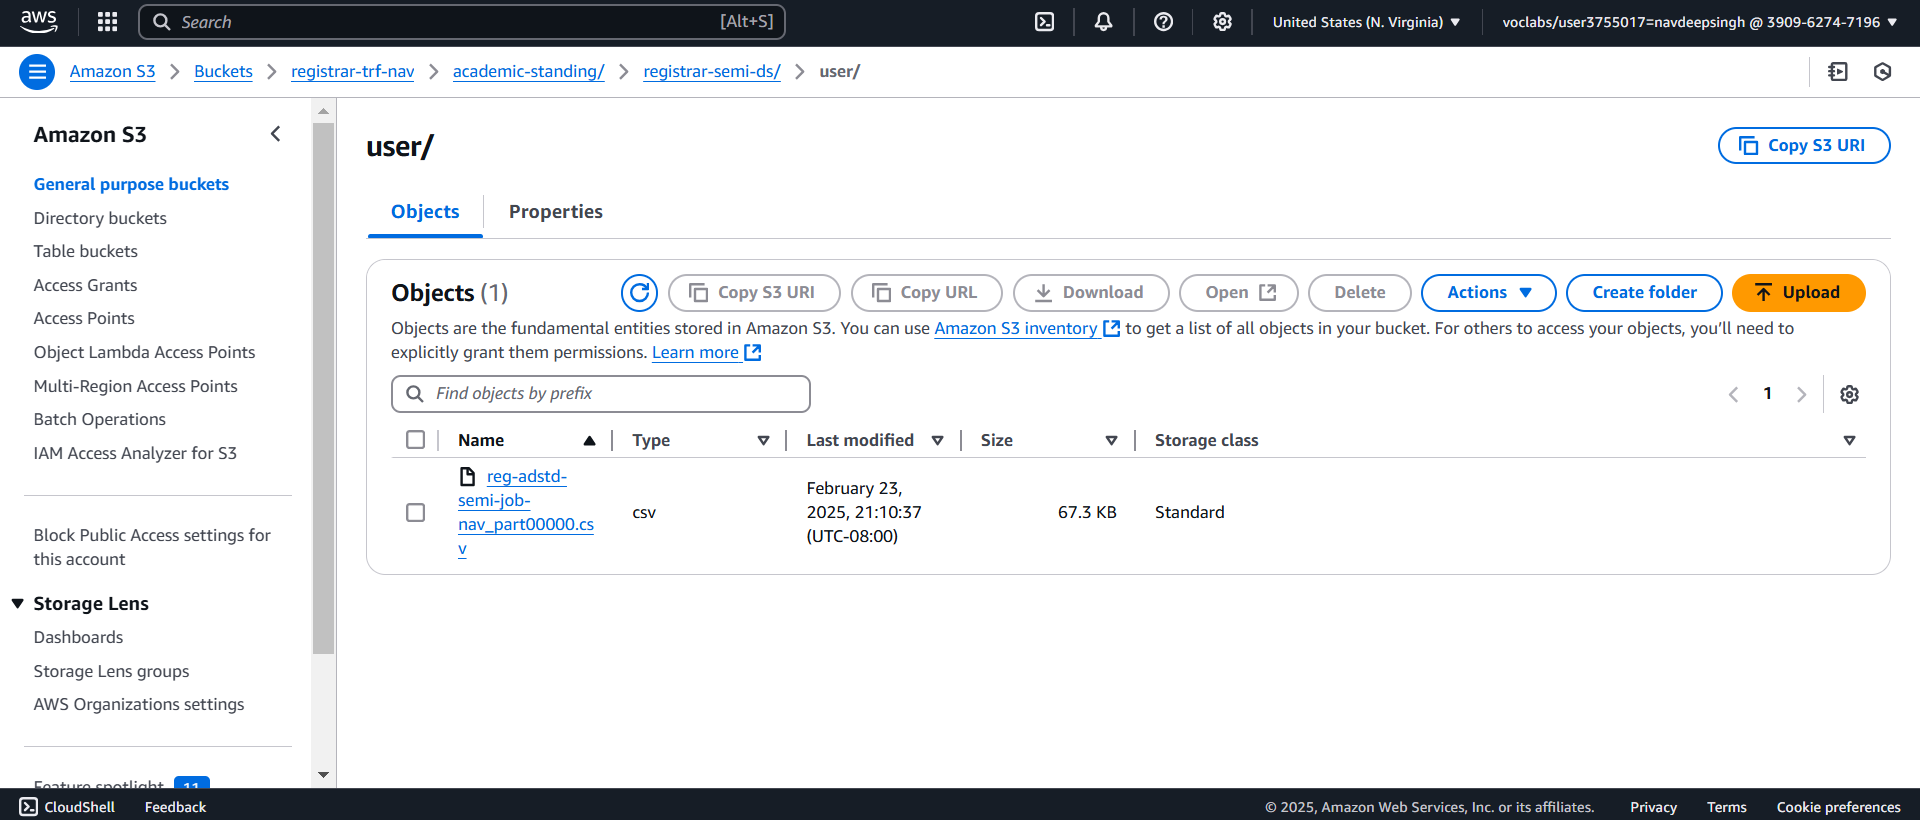 aws
Search [Alt+S]
United States (N. Virginia)
voclabs/user3755017=navdeepsingh @ 3909-6274-7196
Amazon S3 > Buckets > registrar-trf-nav > academic-standing/ > registrar-semi-ds/ > user/
Amazon S3
General purpose buckets
Directory buckets
Table buckets
Access Grants
Access Points
Object Lambda Access Points
Multi-Region Access Points
Batch Operations
IAM Access Analyzer for S3
Block Public Access settings for
this account
Storage Lens
Dashboards
Storage Lens groups
AWS Organizations settings
Feature spotlight 11
user/
Copy S3 URI
Objects Properties
Objects (1)
Copy S3 URI Copy URL Download Open Delete Actions Create folder Upload
Objects are the fundamental entities stored in Amazon S3. You can use Amazon S3 inventory to get a list of all objects in your bucket. For others to access your objects, you’ll need to
explicitly grant them permissions. Learn more
Find objects by prefix
1
Name Type Last modified Size Storage class
reg-adstd-
semi-job-
nav_part00000.cs
v
csv
February 23,
2025, 21:10:37
(UTC-08:00)
67.3 KB
Standard
CloudShell Feedback
© 2025, Amazon Web Services, Inc. or its affiliates. Privacy Terms Cookie preferences